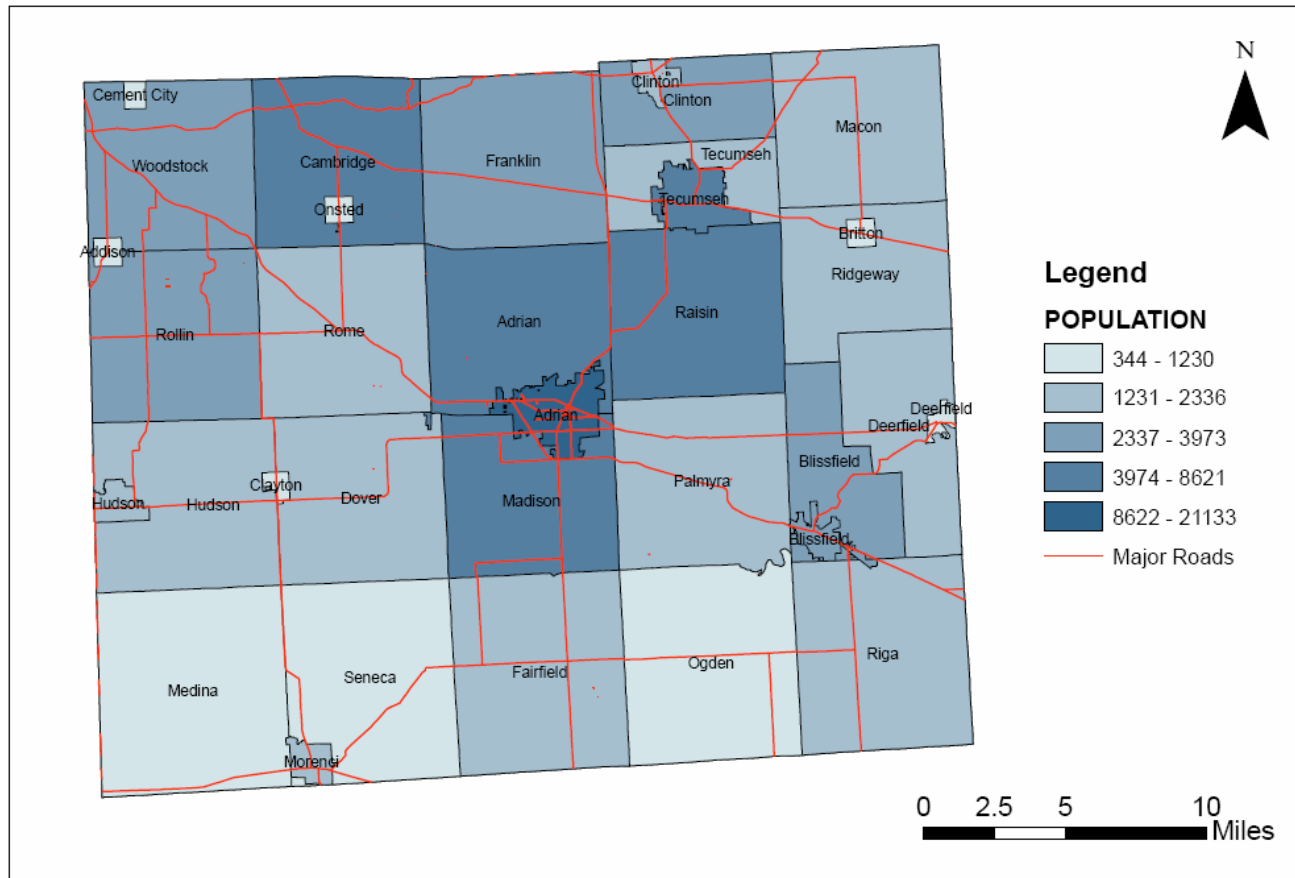 N
Cement City
Clinton
Clinton
Macon
Woodstock
Cambridge
Franklin
Tecumseh
Tecumseh
Onsted
Addison
Britton
Ridgeway
Rollin
Rome
Adrian
Raisin
Adrian
Deerfield
Deerfield
Blissfield
Hudson
Hudson
Clayton
Dover
Madison
Palmyra
Blissfield
Medina
Seneca
Fairfield
Ogden
Riga
Morenci
Legend
POPULATION
344 - 1230
1231 - 2336
2337 - 3973
3974 - 8621
8622 - 21133
Major Roads
0 2.5 5 10
Miles